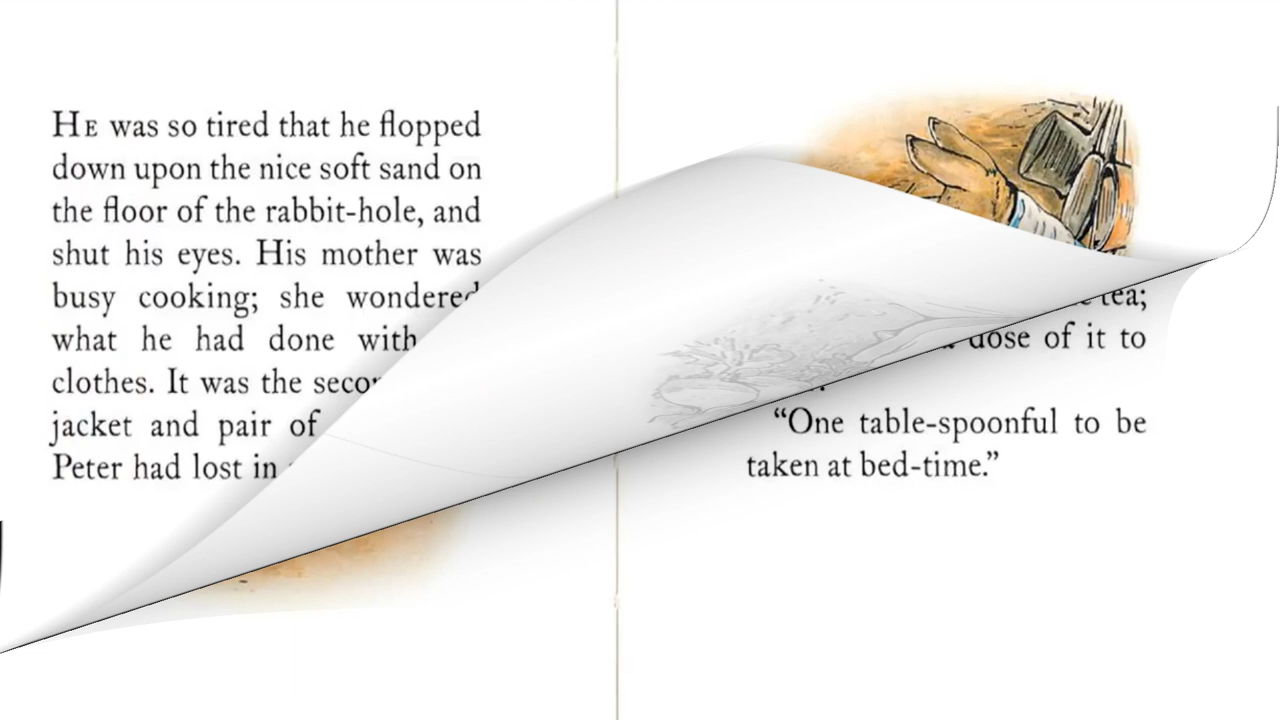 HE was so tired that he flopped
down upon the nice soft sand on
the floor of the rabbit-hole, and
shut his eyes. His mother was
busy cooking; she wondered
what he had done with
clothes. It was the
jacket and pair of
Peter had lost in
tea;
dose of it to
“One table-spoonful to be
taken at bed-time.”